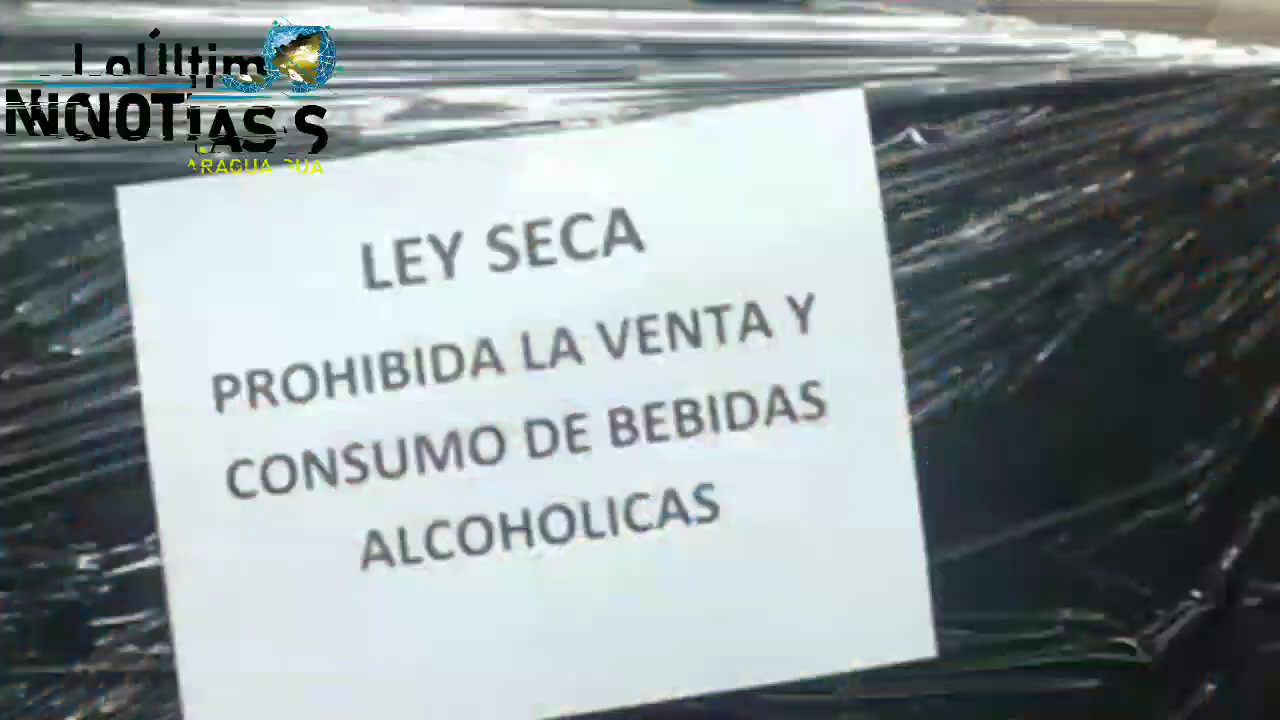 LEY SECA
PROHIBIDA LA VENTA Y
CONSUMO DE BEBIDAS
ALCOHOLICAS